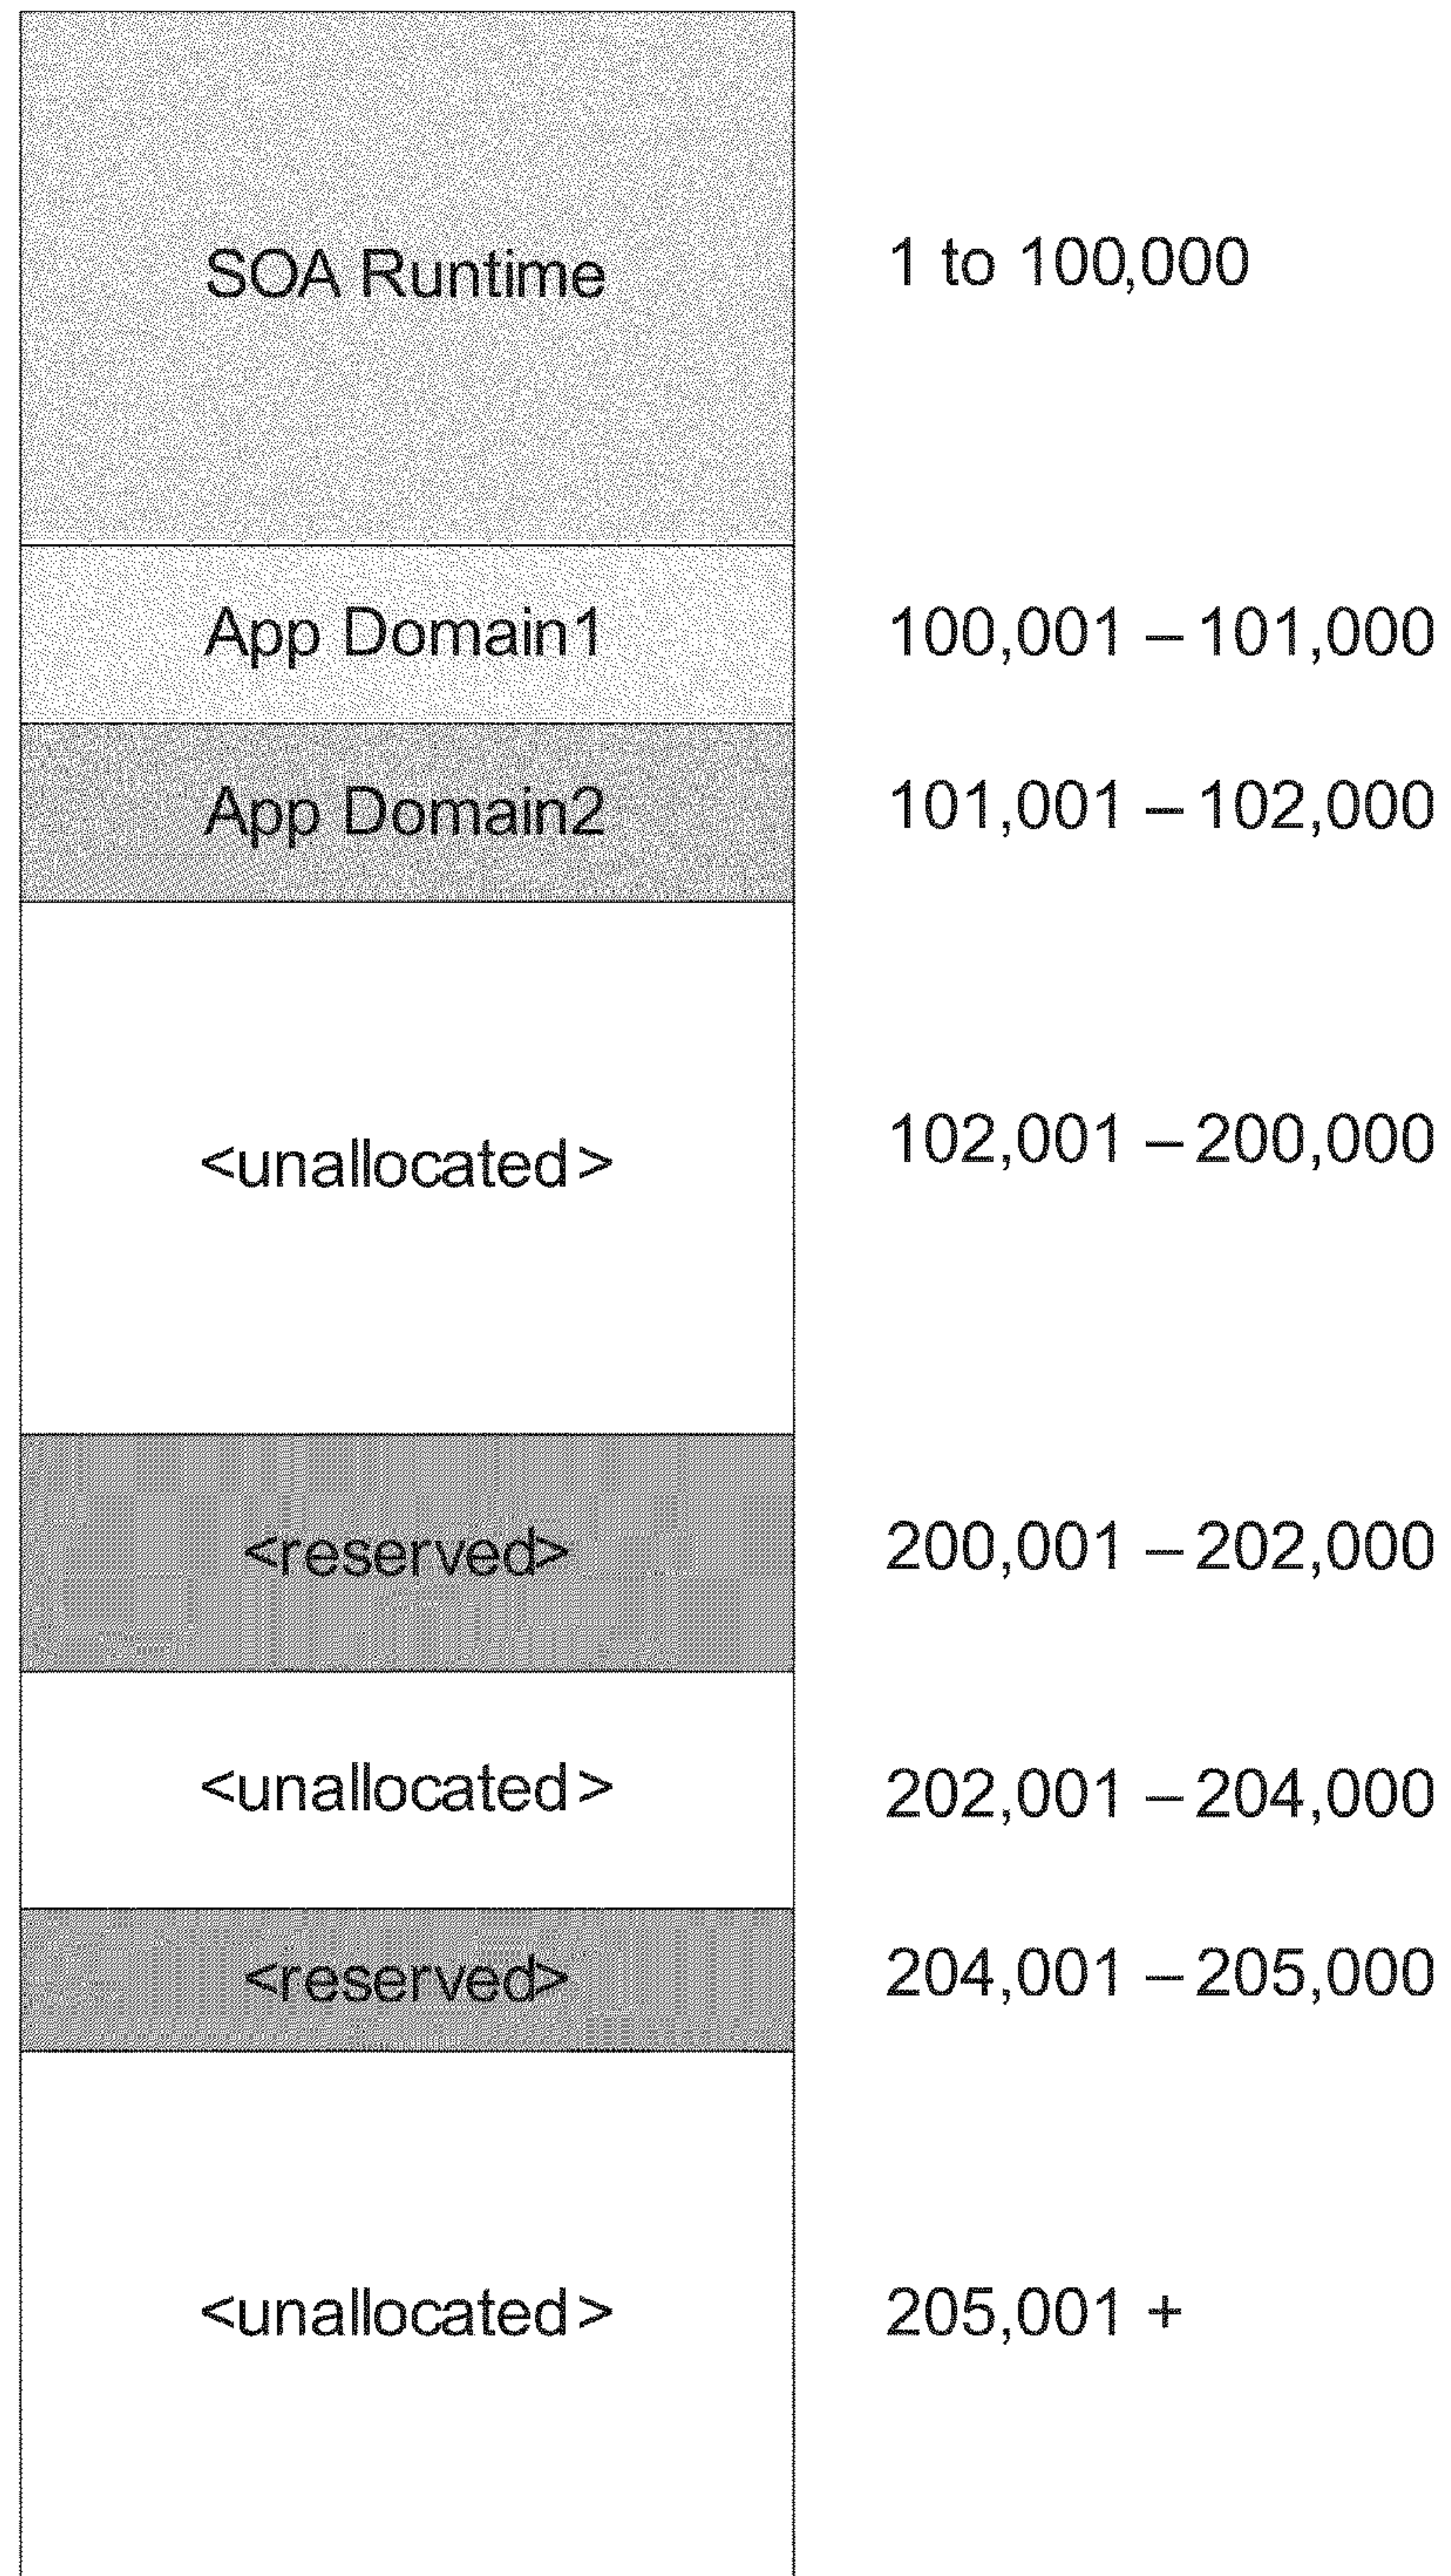 SOA Runtime 1 to 100,000
App Domain1 100,001 – 101,000
App Domain2 101,001 – 102,000
<unallocated> 102,001 – 200,000
<reserved> 200,001 – 202,000
<unallocated> 202,001 – 204,000
<reserved> 204,001 – 205,000
<unallocated> 205,001 +